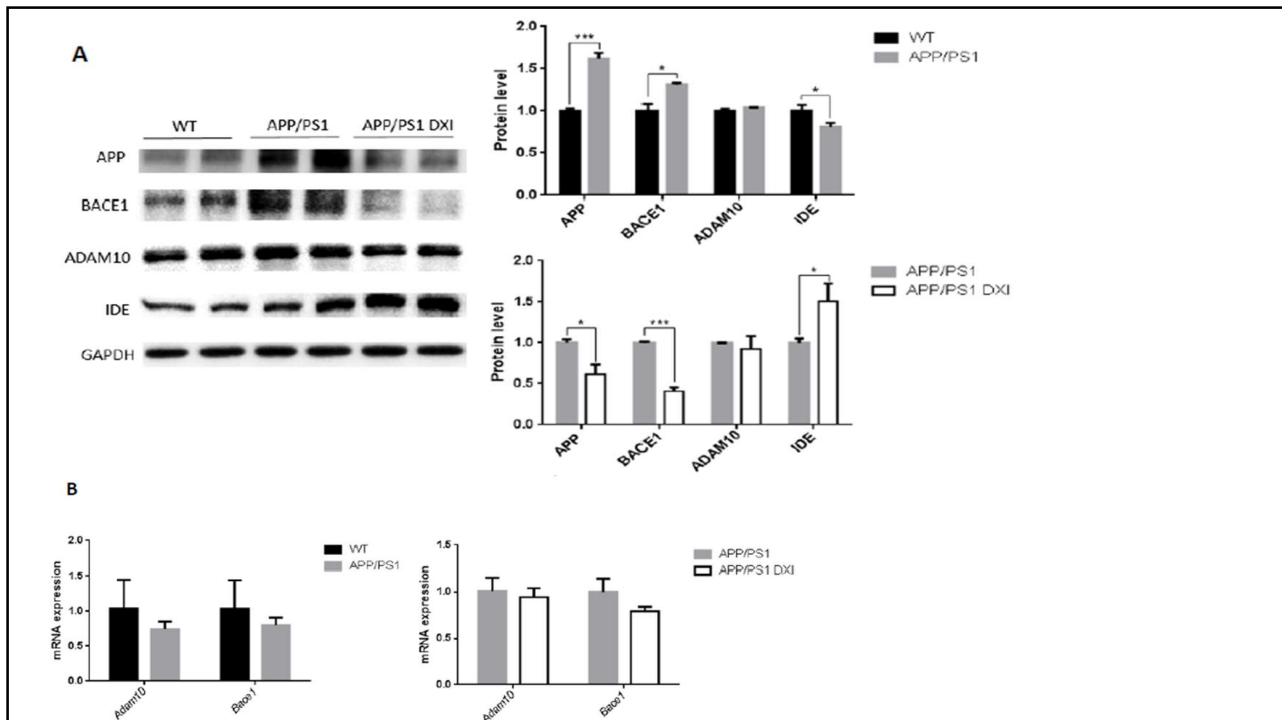 A
WT APP/PS1 APP/PS1 DXI
APP
BACE1
ADAM10
IDE
GAPDH
Protein level
2.0
1.5
1.0
0.5
0.0
*** * *
APP BACE1 ADAM10 IDE
WT
APP/PS1
Protein level
2.0
1.5
1.0
0.5
0.0
* *** *
APP BACE1 ADAM10 IDE
APP/PS1
APP/PS1 DXI
B
mRNA expression
2.0
1.5
1.0
0.5
0.0
Adam10 Bace1
WT
APP/PS1
mRNA expression
1.5
1.0
0.5
0.0
Adam10 Bace1
APP/PS1
APP/PS1 DXI